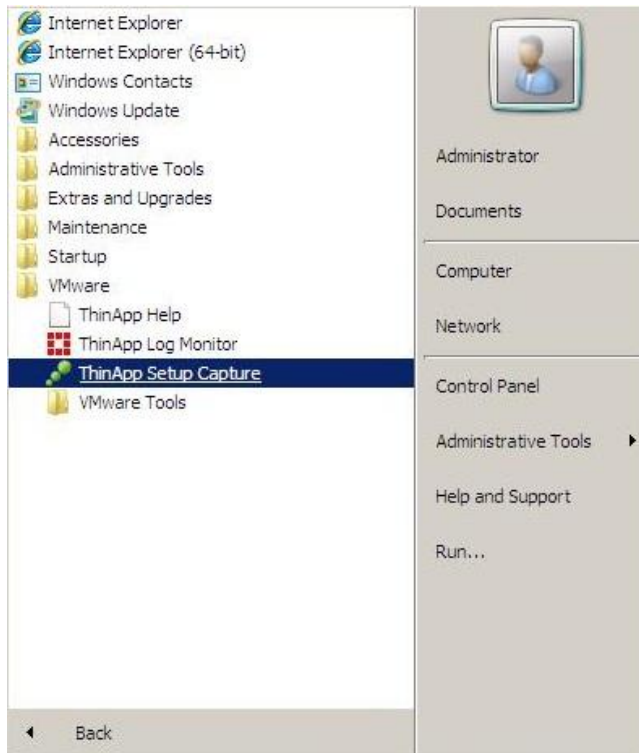 Internet Explorer
Internet Explorer (64-bit)
Windows Contacts
Windows Update
Accessories
Administrative Tools
Extras and Upgrades
Maintenance
Startup
VMware
ThinApp Help
ThinApp Log Monitor
ThinApp Setup Capture
VMware Tools
Back
Administrator
Documents
Computer
Network
Control Panel
Administrative Tools
Help and Support
Run...